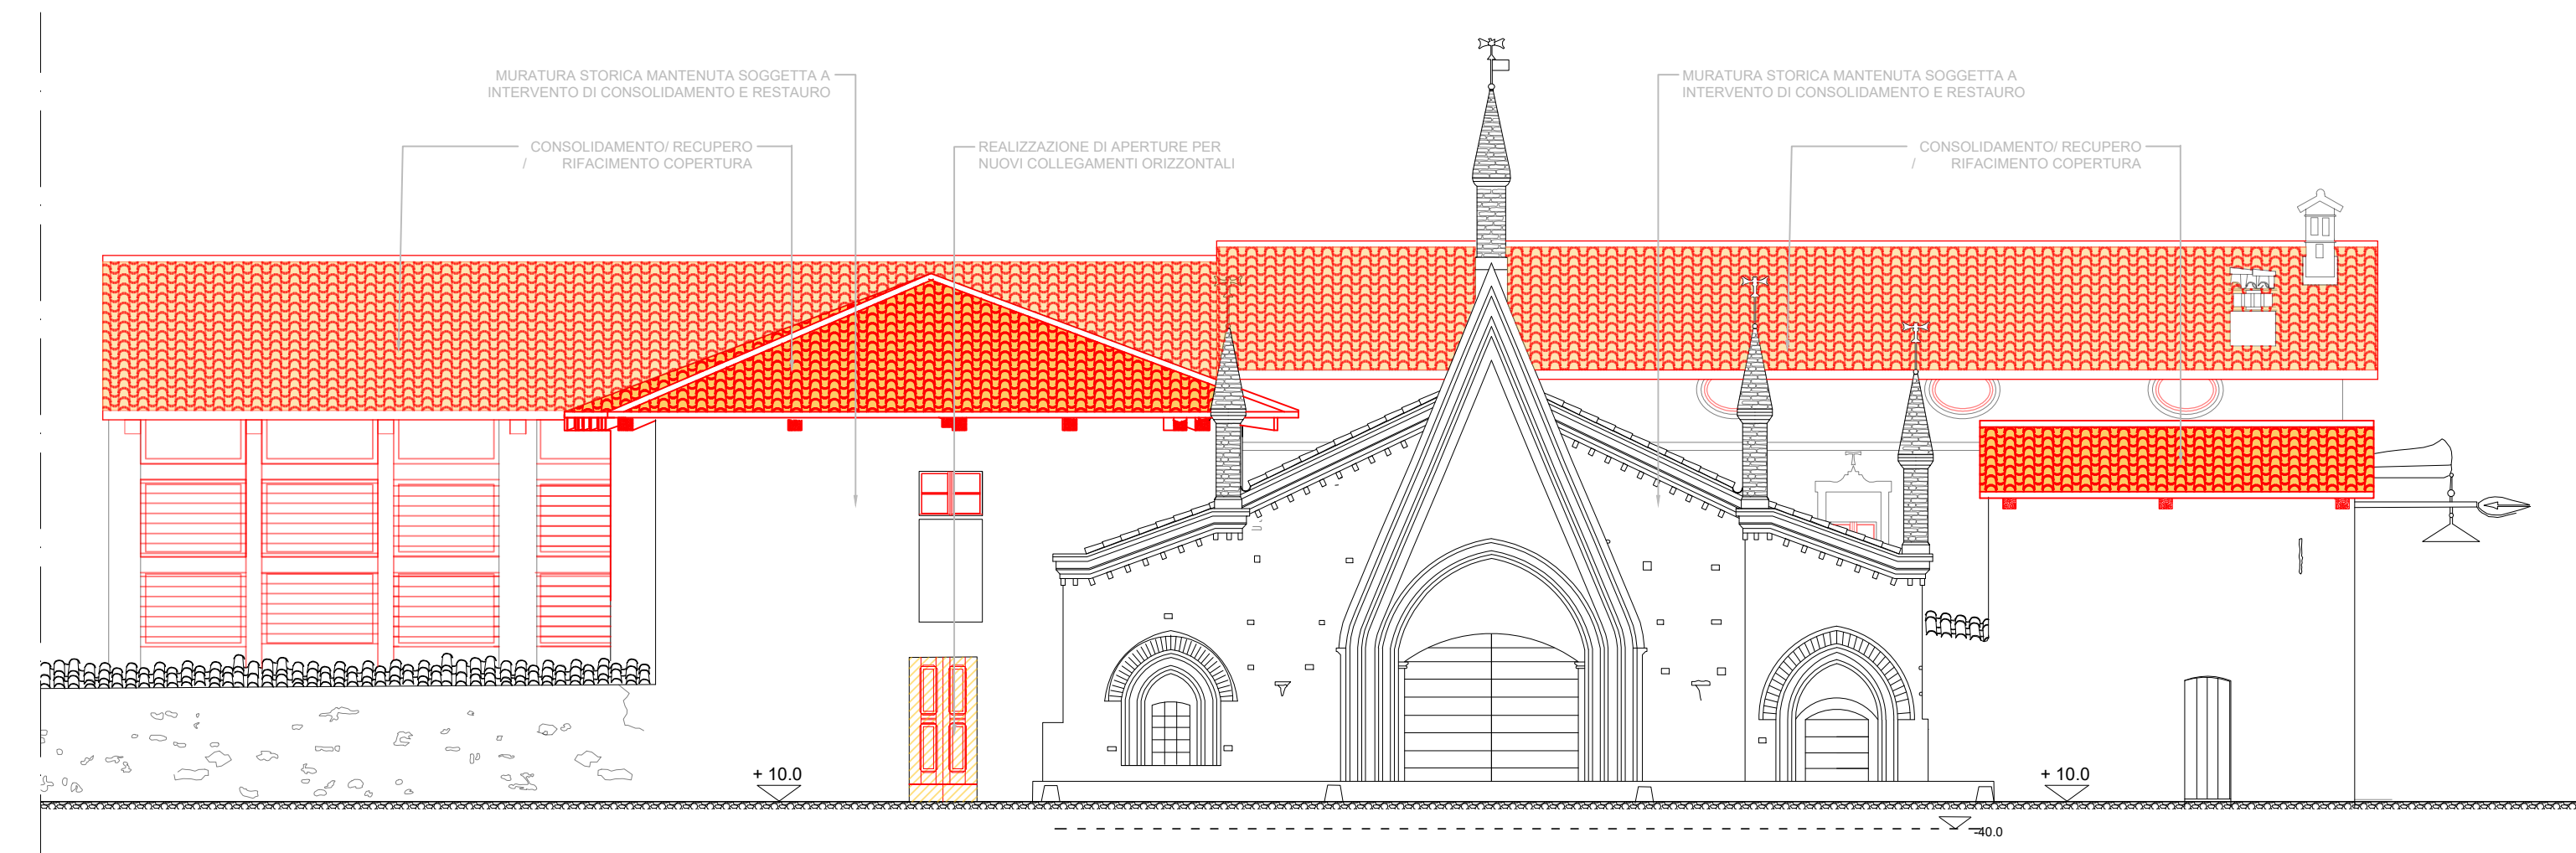 MURATURA STORICA MANTENUTA SOGGETTA A
INTERVENTO DI CONSOLIDAMENTO E RESTAURO
MURATURA STORICA MANTENUTA SOGGETTA A
INTERVENTO DI CONSOLIDAMENTO E RESTAURO
CONSOLIDAMENTO/ RECUPERO
/ RIFACIMENTO COPERTURA
REALIZZAZIONE DI APERTURE PER
NUOVI COLLEGAMENTI ORIZZONTALI
CONSOLIDAMENTO/ RECUPERO
/ RIFACIMENTO COPERTURA
+ 10.0
+ 10.0
-40.0